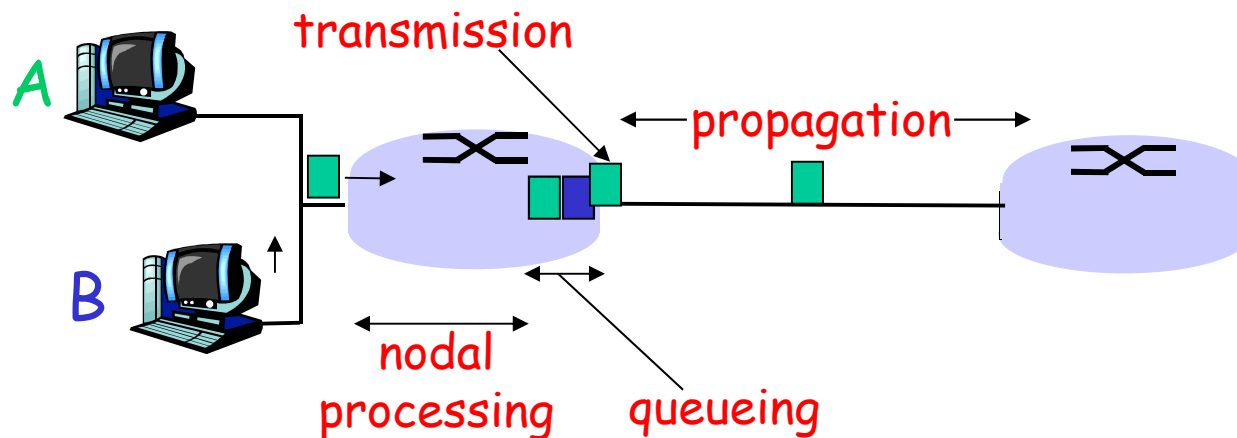 transmission
A
propagation
B
nodal
processing
queueing